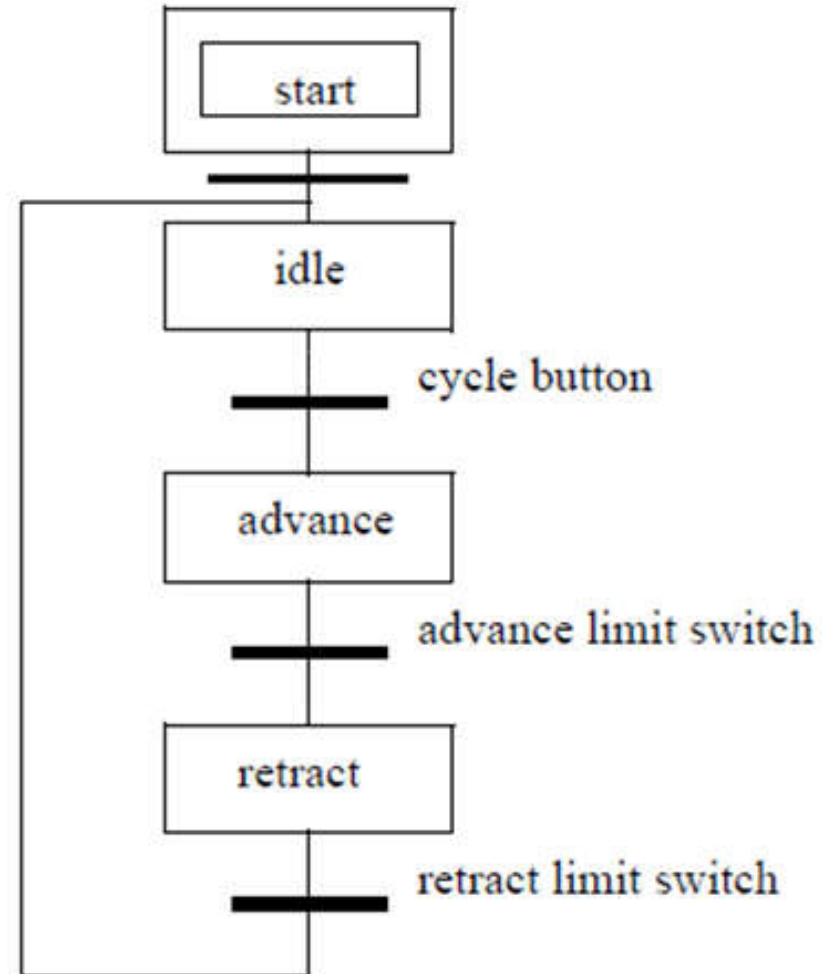 start
idle
cycle button
advance
advance limit switch
retract
retract limit switch